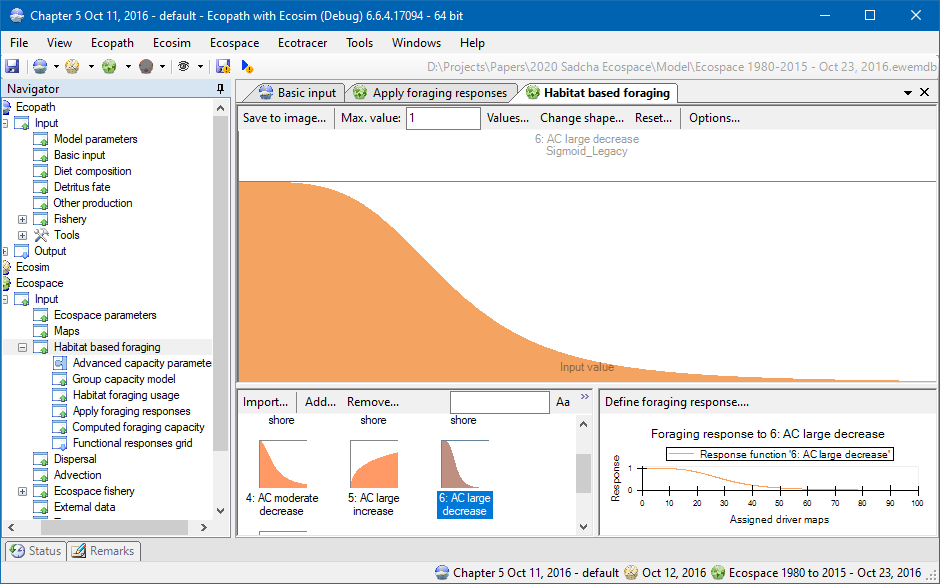 Chapter 5 Oct 11, 2016 - default - Ecopath with Ecosim (Debug) 6.6.4.17094 - 64 bit
File View Ecopath Ecosim Ecospace Ecotracer Tools Windows Help
D:\Projects\Papers\2020 Sadcha Ecospace\Model\Ecospace 1980-2015 - Oct 23, 2016.ewemdb
Navigator
Ecopath
Input
Model parameters
Basic input
Diet composition
Detritus fate
Other production
Fishery
Tools
Output
Ecosim
Ecospace
Input
Ecospace parameters
Maps
Habitat based foraging
Advanced capacity paramete
Group capacity model
Habitat foraging usage
Apply foraging responses
Computed foraging capacity
Functional responses grid
Dispersal
Advection
Ecospace fishery
External data
Basic input Apply foraging responses Habitat based foraging
Save to image... Max. value: 1 Values... Change shape... Reset... Options...
6: AC large decrease
Sigmoid_Legacy
Input value
Import... Add... Remove... Aa »
shore shore shore
4: AC moderate decrease
5: AC large increase
6: AC large decrease
Define foraging response....
Foraging response to 6: AC large decrease
Response function '6: AC large decrease'
Response
1
0
0 10 20 30 40 50 60 70 80 90 100
Assigned driver maps
Status Remarks
Chapter 5 Oct 11, 2016 - default Oct 12, 2016 Ecospace 1980 to 2015 - Oct 23, 2016